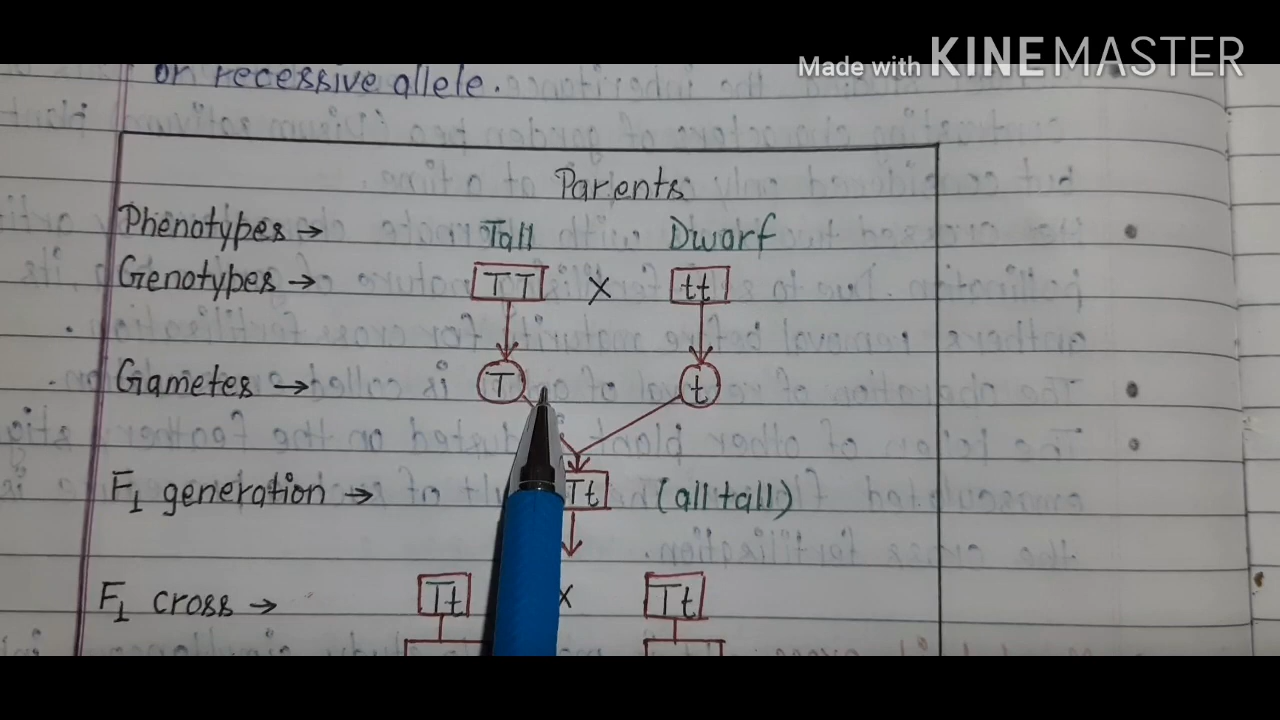 Made with KINEMASTER
or recessive allele.
Parents
Phenotypes → Tall Dwarf
Genotypes → TT x tt
Gametes → T t
F1 generation → Tt (all tall)
F1 cross → Tt x Tt